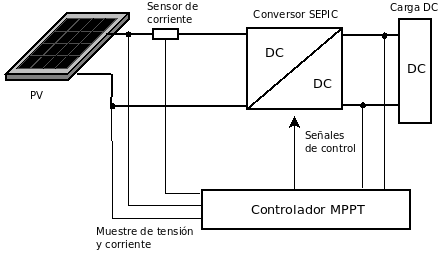 Sensor de
corriente
Conversor SEPIC
Carga DC
DC
DC
DC
PV
Señales
de control
Controlador MPPT
Muestre de tensión
y corriente